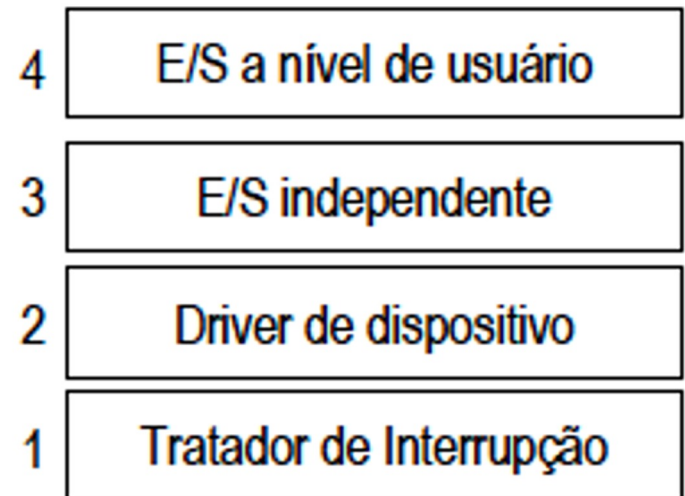 4 E/S a nível de usuário
3 E/S independente
2 Driver de dispositivo
1 Tratador de Interrupção